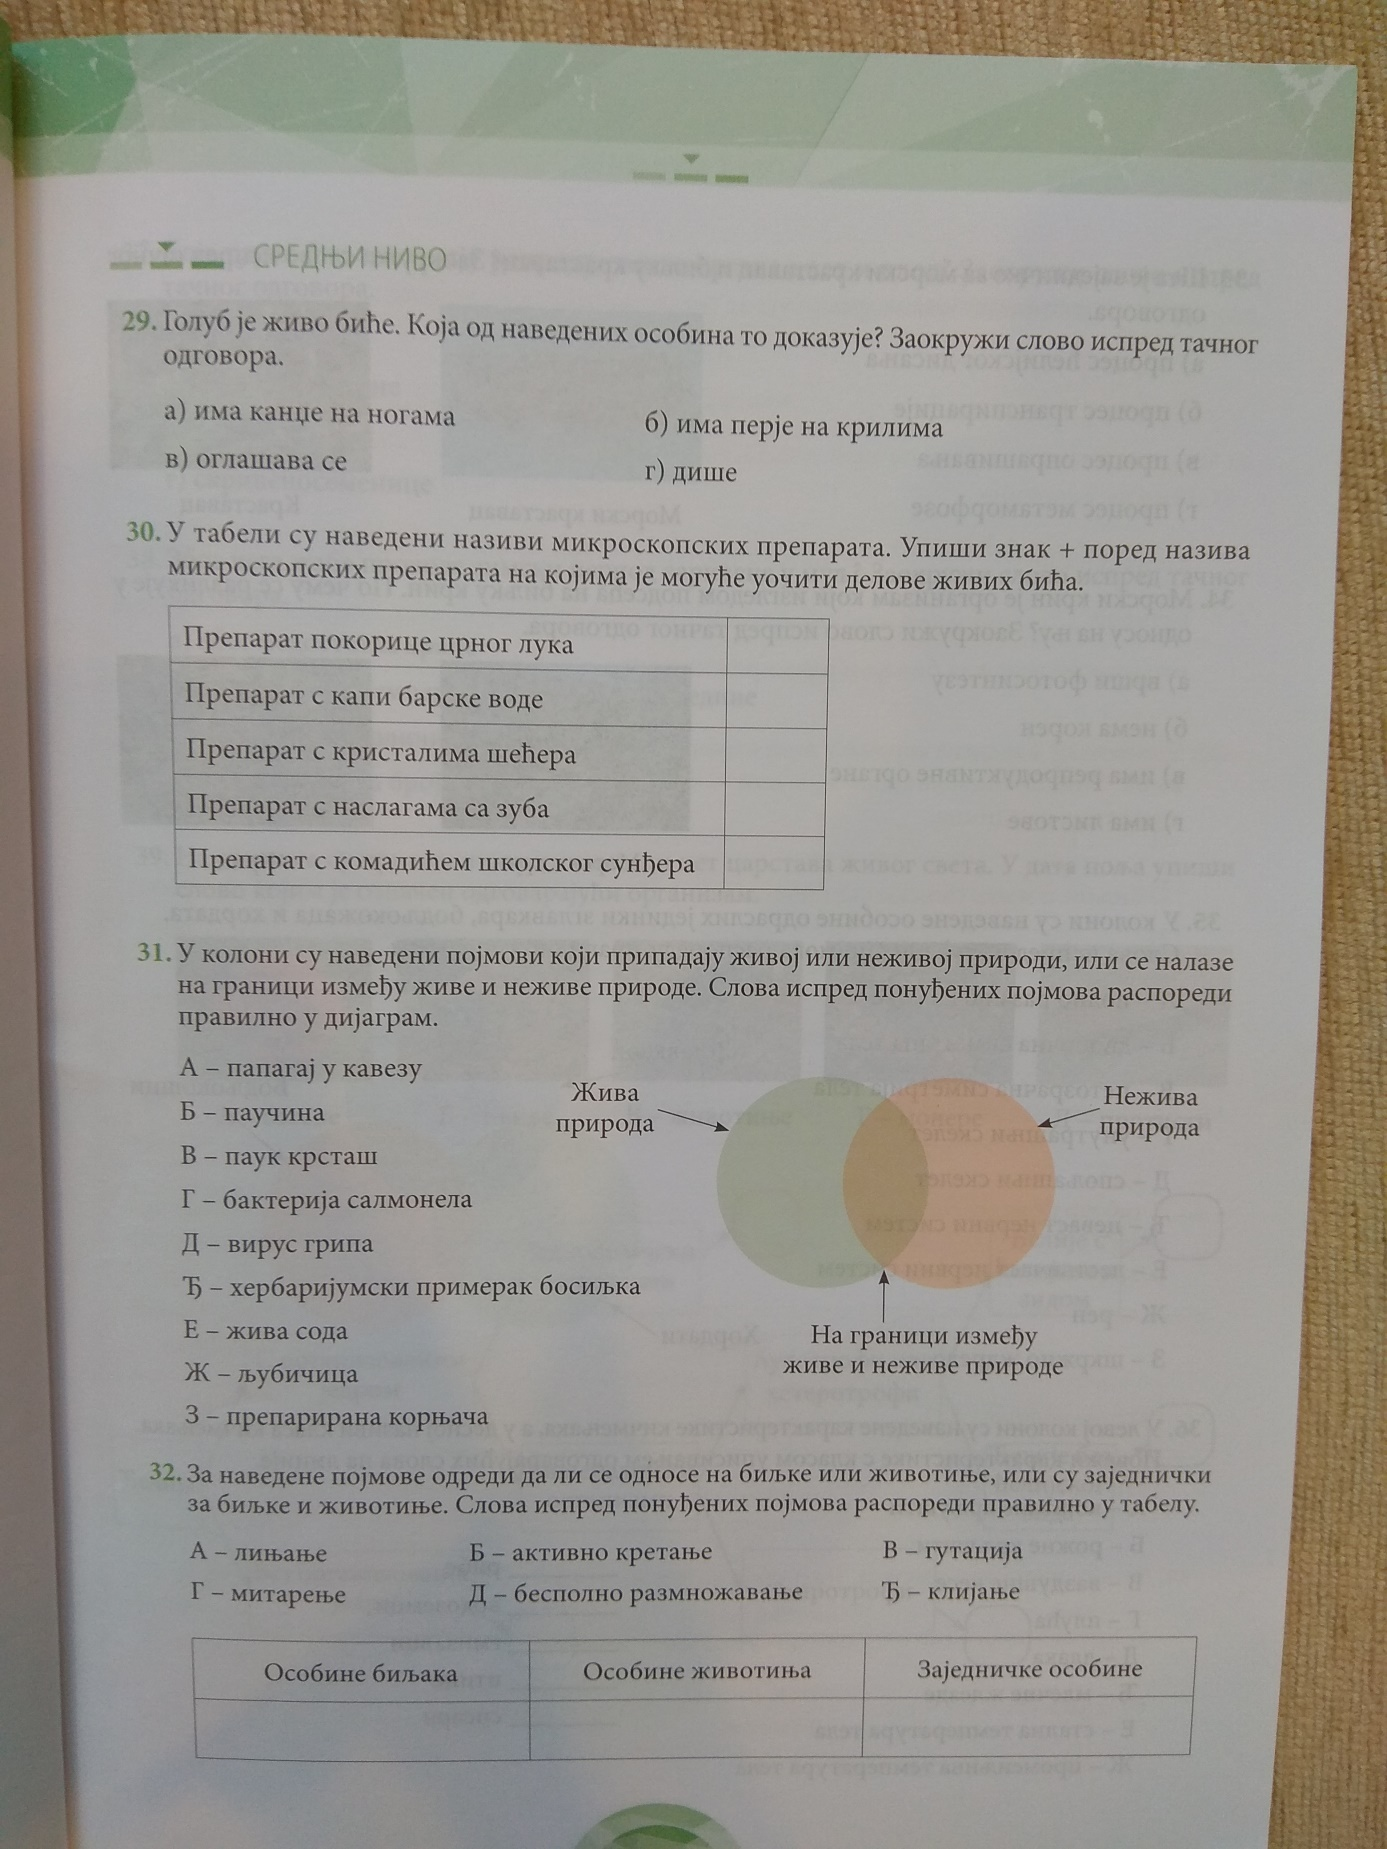 СРЕДЊИ НИВО
29. Голуб је живо биће. Која од наведених особина то доказује? Заокружи слово испред тачног
одговора.
а) има канџе на ногама
б) има перје на крилима
в) оглашава се
г) дише
30. У табели су наведени називи микроскопских препарата. Упиши знак + поред назива
микроскопских препарата на којима је могуће уочити делове живих бића.
Препарат покорице црног лука
Препарат с капи барске воде
Препарат с кристалима шећера
Препарат с наслагама са зуба
Препарат с комадићем школског сунђера
31. У колони су наведени појмови који припадају живој или неживој природи, или се налазе
на граници између живе и неживе природе. Слова испред понуђених појмова распореди
правилно у дијаграм.
А – папагај у кавезу
Б – паучина
В – паук крсташ
Г – бактерија салмонела
Д – вирус грипа
Ђ – хербаријумски примерак босиљка
Е – жива сода
Ж – љубичица
З – препарирана корњача
Жива
природа
Нежива
природа
На граници између
живе и неживе природе
32. За наведене појмове одреди да ли се односе на биљке или животиње, или су заједнички
за биљке и животиње. Слова испред понуђених појмова распореди правилно у табелу.
А – лињање
Б – активно кретање
В – гутација
Г – митарење
Д – бесполно размножавање
Ђ – клијање
Особине биљака
Особине животиња
Заједничке особине